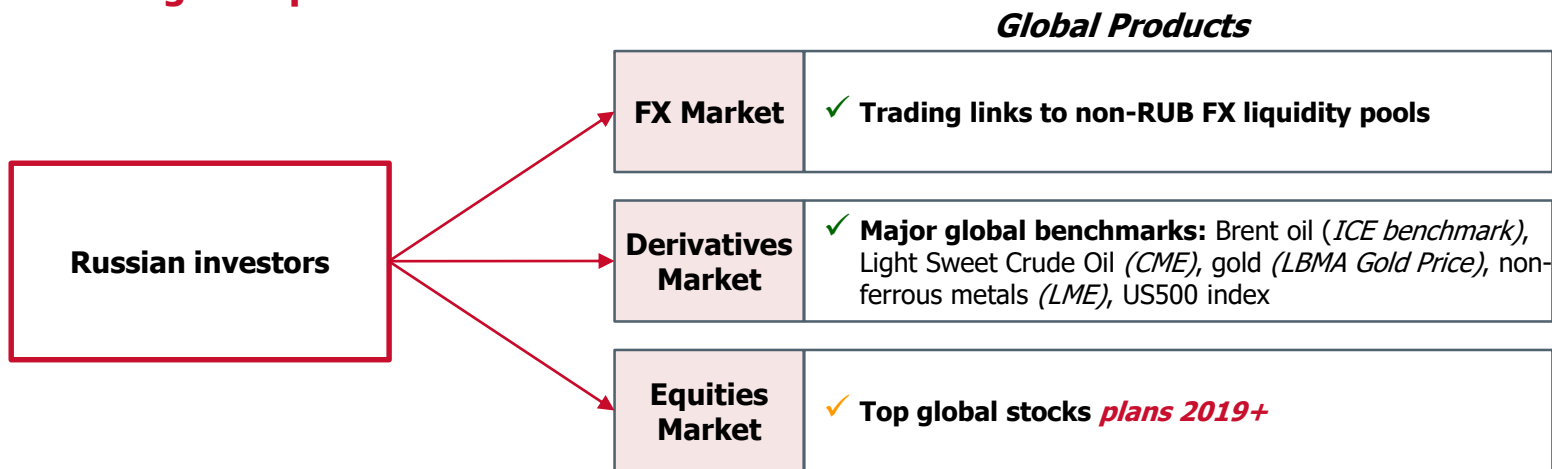 Global Products
FX Market
✓ Trading links to non-RUB FX liquidity pools
Russian investors
Derivatives
Market
✓ Major global benchmarks: Brent oil (ICE benchmark),
Light Sweet Crude Oil (CME), gold (LBMA Gold Price), non-
ferrous metals (LME), US500 index
Equities
Market
✓ Top global stocks plans 2019+